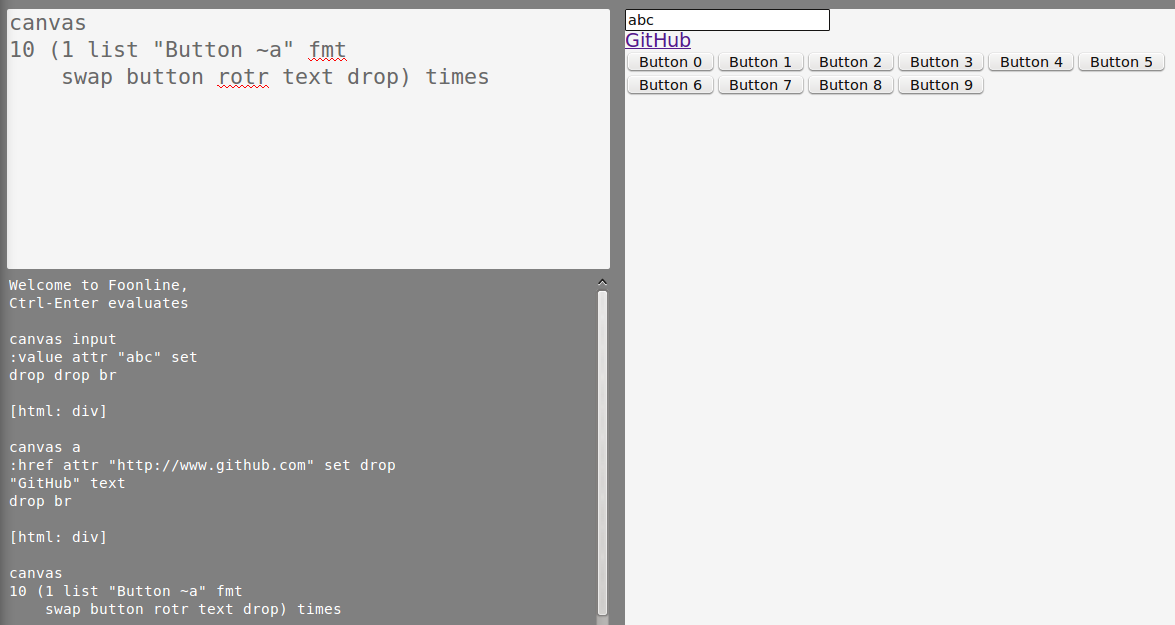 canvas
10 (1 list "Button ~a" fmt
    swap button rotr text drop) times
Welcome to Foonline,
Ctrl-Enter evaluates
canvas input
:value attr "abc" set
drop drop br
[html: div]
canvas a
:href attr "http://www.github.com" set drop
"GitHub" text
drop br
[html: div]
canvas
10 (1 list "Button ~a" fmt
    swap button rotr text drop) times
abc
GitHub
Button 0 Button 1 Button 2 Button 3 Button 4 Button 5
Button 6 Button 7 Button 8 Button 9